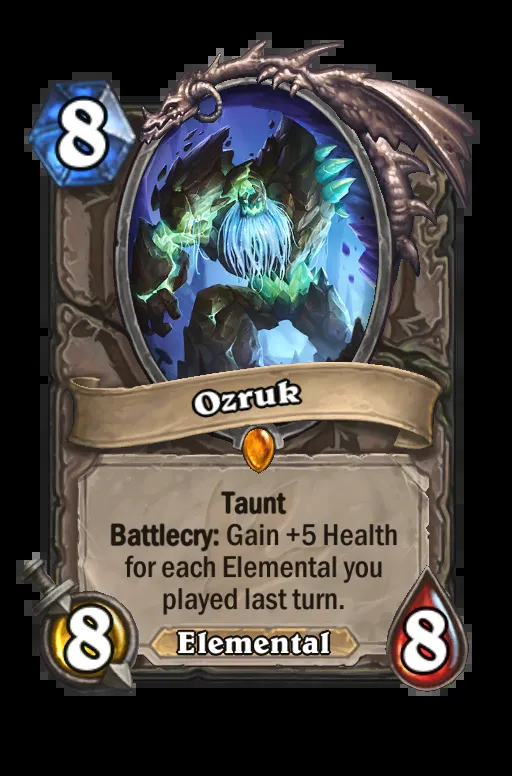 8
Ozruk
Taunt
Battlecry: Gain +5 Health
for each Elemental you
played last turn.
8
Elemental
8